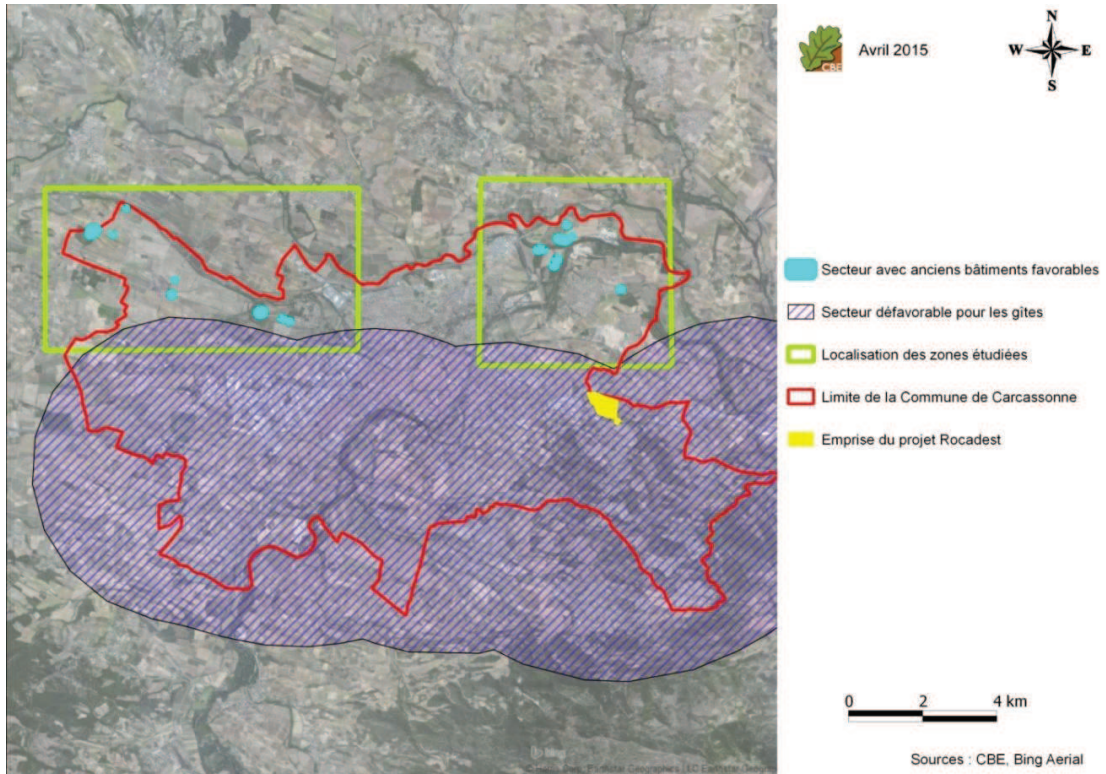 CBE
Avril 2015
N
W E
S
Secteur avec anciens bâtiments favorables
Secteur défavorable pour les gîtes
Localisation des zones étudiées
Limite de la Commune de Carcassonne
Emprise du projet Rocadest
0 2 4 km
Sources : CBE, Bing Aerial